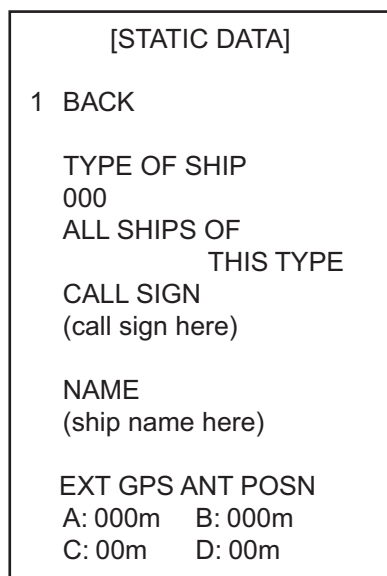 [STATIC DATA]
1 BACK
TYPE OF SHIP
000
ALL SHIPS OF
THIS TYPE
CALL SIGN
(call sign here)
NAME
(ship name here)
EXT GPS ANT POSN
A: 000m B: 000m
C: 00m D: 00m